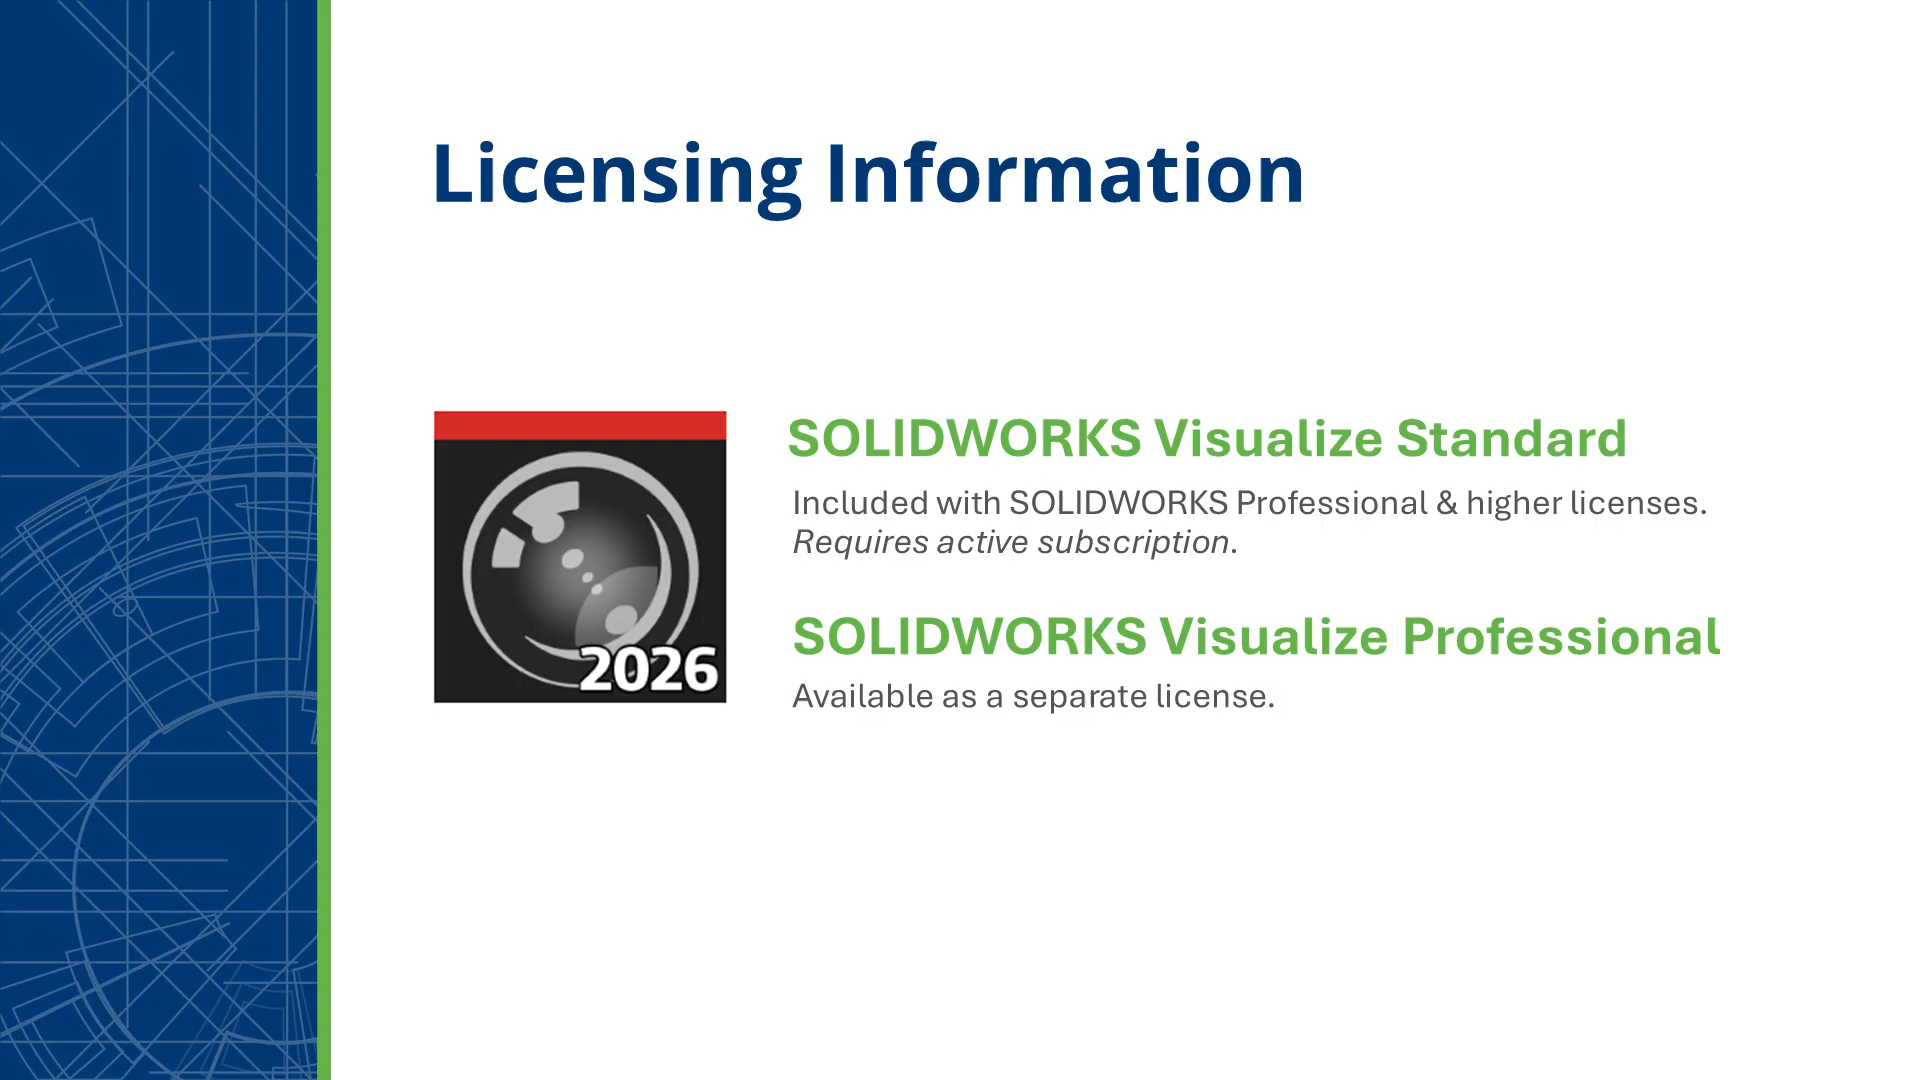 Licensing Information
2026
SOLIDWORKS Visualize Standard
Included with SOLIDWORKS Professional & higher licenses.
Requires active subscription.
SOLIDWORKS Visualize Professional
Available as a separate license.